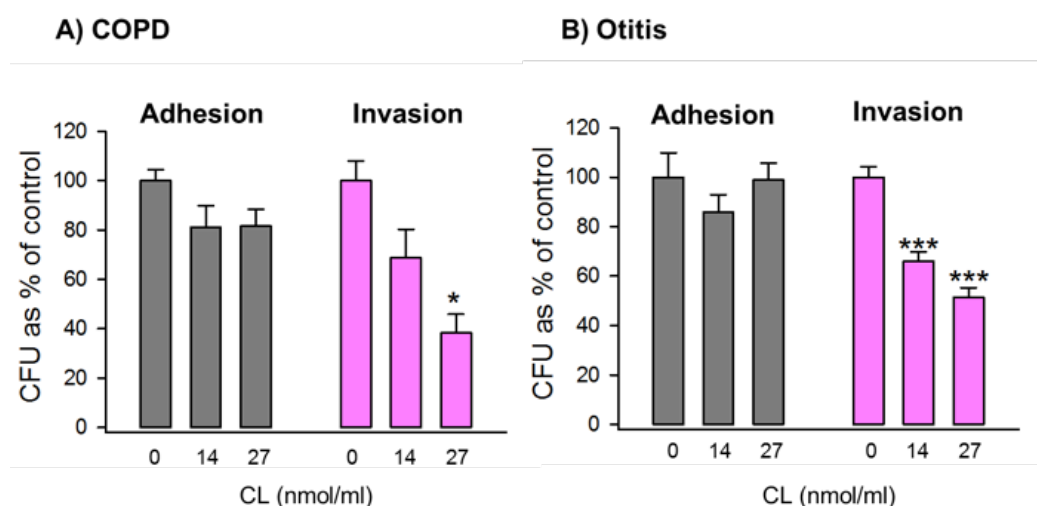 A) COPD
Adhesion Invasion
CFU as % of control
120
100
80
60
40
20
0
*
0 14 27 0 14 27
CL (nmol/ml)
B) Otitis
Adhesion Invasion
CFU as % of control
120
100
80
60
40
20
0
***
***
0 14 27 0 14 27
CL (nmol/ml)